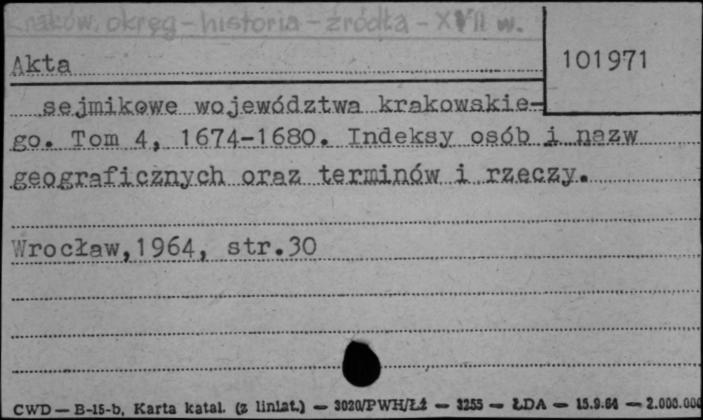 Kraków, okręg - historia - źródła - XVII w.
Akta
101971
sejmikowe województwa krakowskie-
go. Tom 4, 1674-1680. Indeksy osób i nazw
geograficznych oraz terminów i rzeczy.
Wrocław,1964, str.30
CWD — B-15-b, Karta katal. (z liniat.) — 3020/PWH/Łż — 3255 — ŁDA — 15.9.64 — 2.000.000